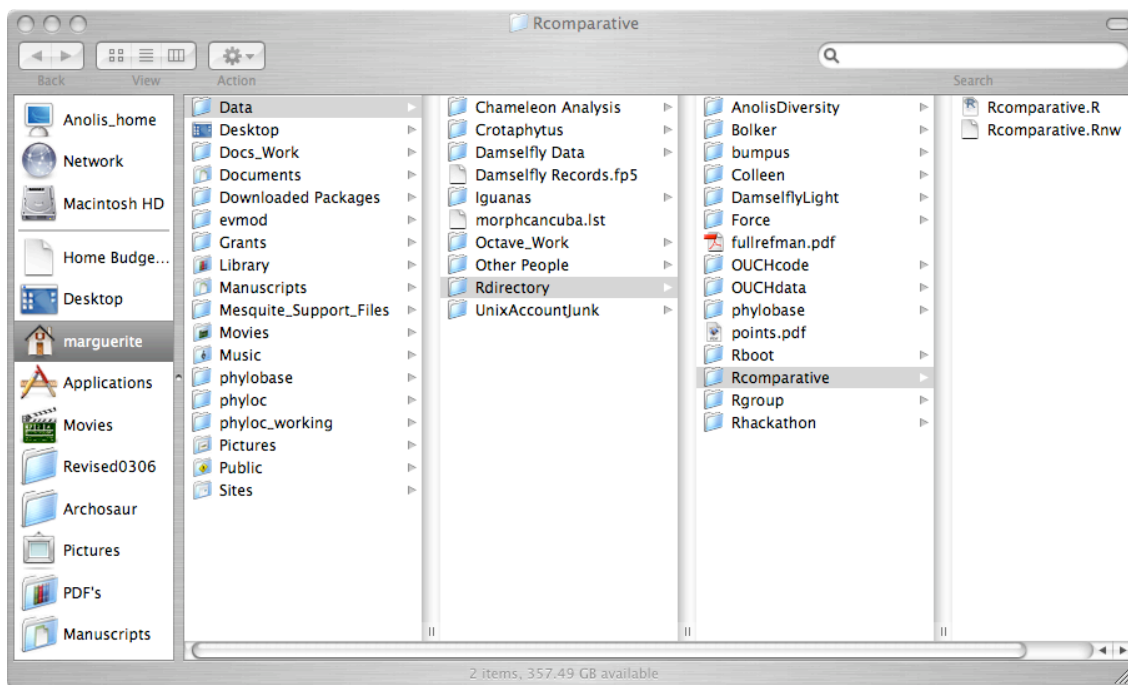 Rcomparative
Back
View
Action
Search
Anolis_home
Network
Macintosh HD
Home Budge...
Desktop
marguerite
Applications
Movies
Revised0306
Archosaur
Pictures
PDF's
Manuscripts
Data
Desktop
Docs_Work
Documents
Downloaded Packages
evmod
Grants
Library
Manuscripts
Mesquite_Support_Files
Movies
Music
phylobase
phyloc
phyloc_working
Pictures
Public
Sites
Chameleon Analysis
Crotaphytus
Damselfly Data
Damselfly Records.fp5
Iguanas
morphcancuba.lst
Octave_Work
Other People
Rdirectory
UnixAccountJunk
AnolisDiversity
Bolker
bumpus
Colleen
DamselflyLight
Force
fullrefman.pdf
OUCHcode
OUCHdata
phylobase
points.pdf
Rboot
Rcomparative
Rgroup
Rhackathon
Rcomparative.R
Rcomparative.Rnw
2 items, 357.49 GB available